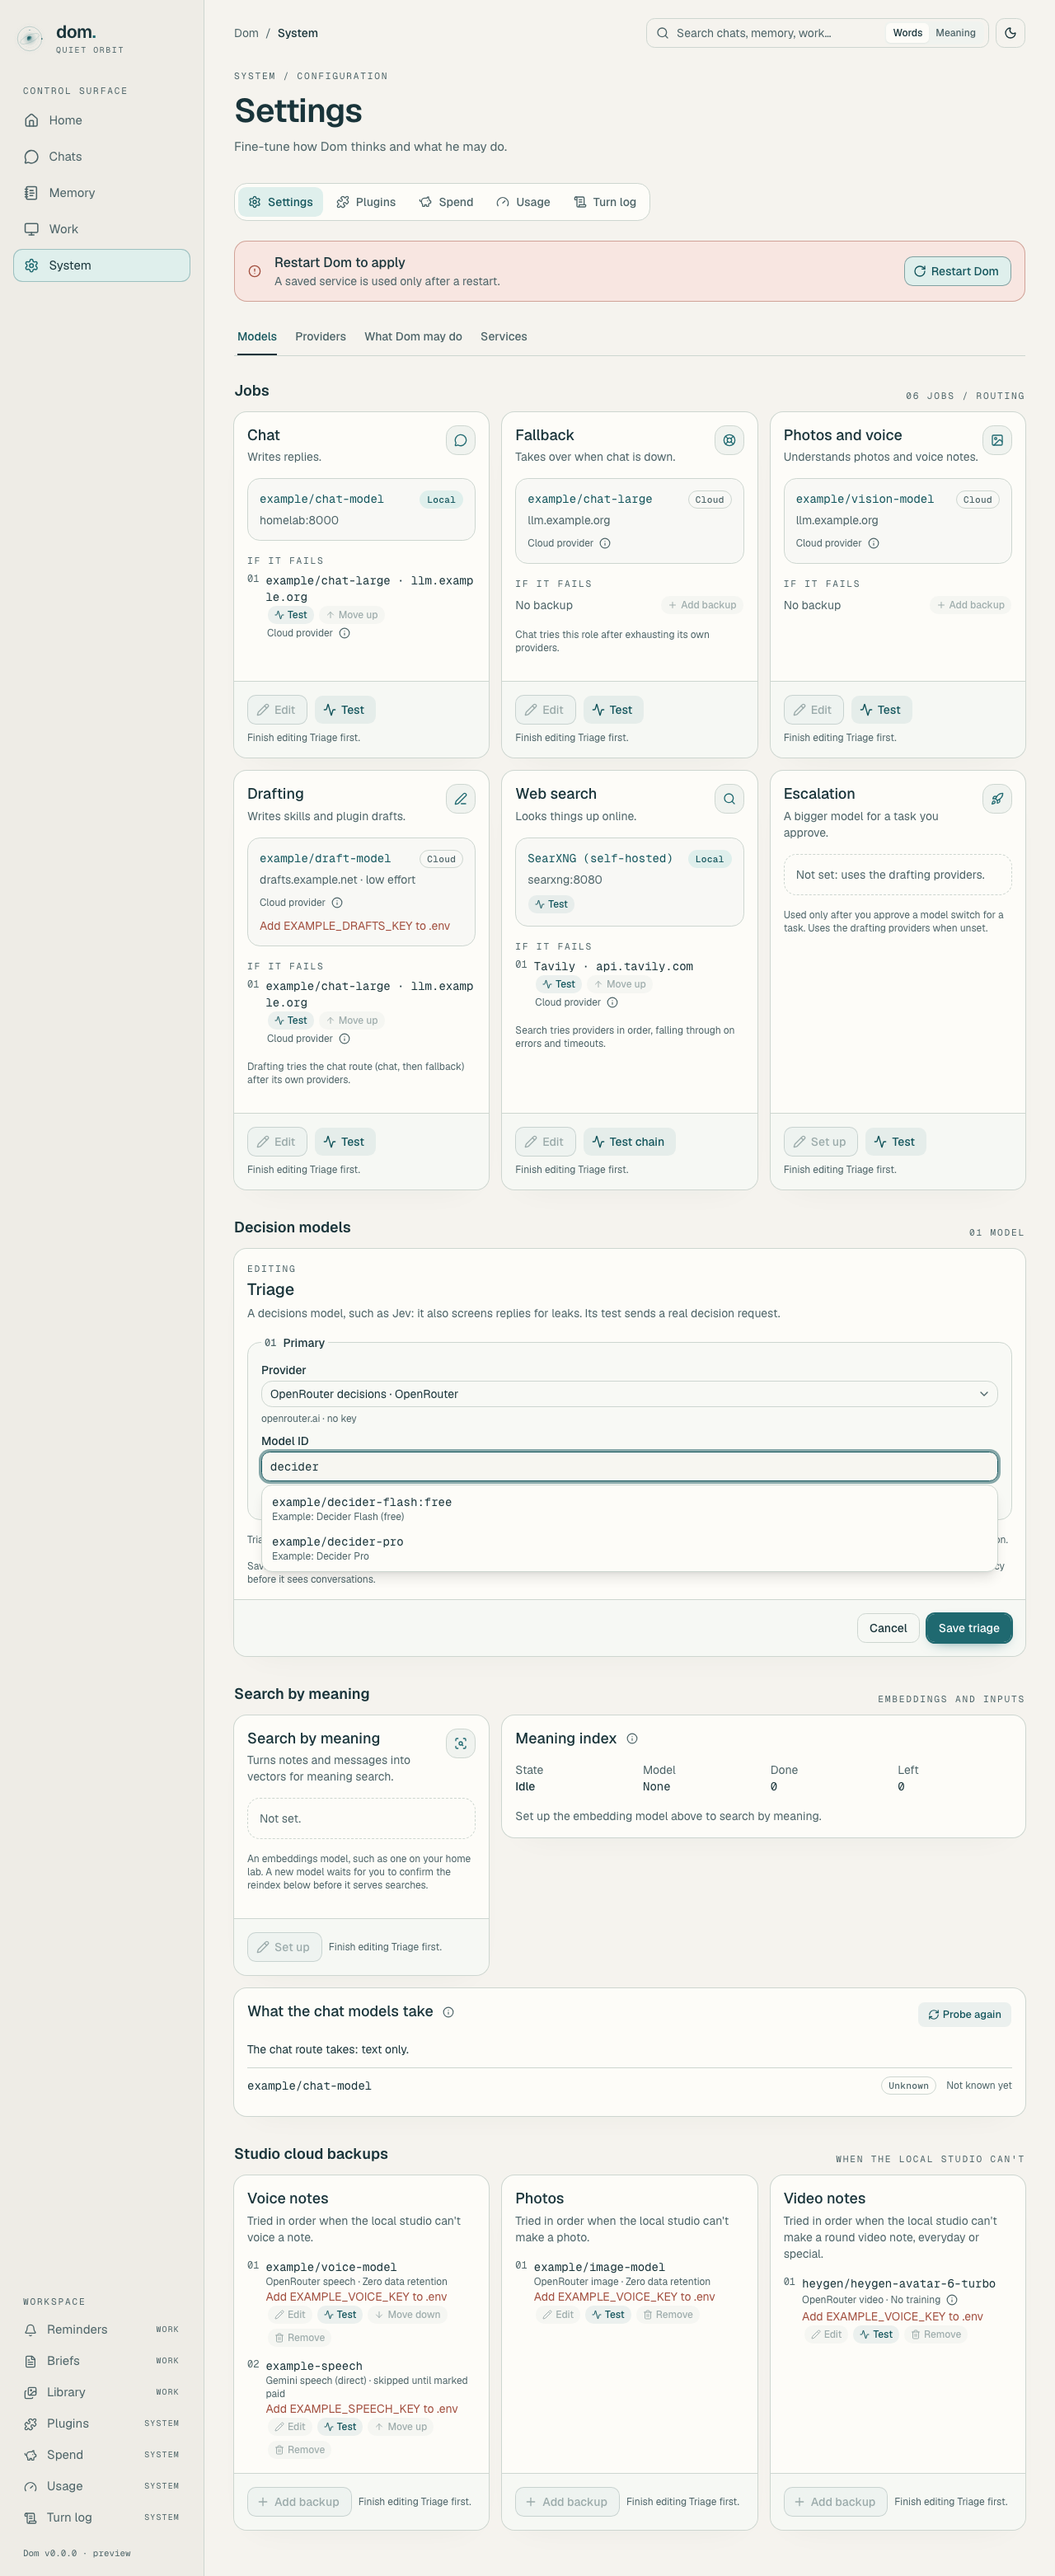 dom.
QUIET ORBIT
CONTROL SURFACE
Home
Chats
Memory
Work
System
Dom / System
Search chats, memory, work...
Words
Meaning
SYSTEM / CONFIGURATION
Settings
Fine-tune how Dom thinks and what he may do.
Settings
Plugins
Spend
Usage
Turn log
Restart Dom to apply
A saved service is used only after a restart.
Restart Dom
Models
Providers
What Dom may do
Services
Jobs
06 JOBS / ROUTING
Chat
Writes replies.
example/chat-model
Local
homelab:8000
IF IT FAILS
01 example/chat-large · llm.examp
le.org
Test
Move up
Cloud provider
Edit
Test
Finish editing Triage first.
Fallback
Takes over when chat is down.
example/chat-large
Cloud
llm.example.org
Cloud provider
IF IT FAILS
No backup
Add backup
Chat tries this role after exhausting its own
providers.
Edit
Test
Finish editing Triage first.
Photos and voice
Understands photos and voice notes.
example/vision-model
Cloud
llm.example.org
Cloud provider
IF IT FAILS
No backup
Add backup
Edit
Test
Finish editing Triage first.
Drafting
Writes skills and plugin drafts.
example/draft-model
Cloud
drafts.example.net · low effort
Cloud provider
Add EXAMPLE_DRAFTS_KEY to .env
IF IT FAILS
01 example/chat-large · llm.examp
le.org
Test
Move up
Cloud provider
Drafting tries the chat route (chat, then fallback)
after its own providers.
Edit
Test
Finish editing Triage first.
Web search
Looks things up online.
SearXNG (self-hosted)
Local
searxng:8080
Test
IF IT FAILS
01 Tavily · api.tavily.com
Test
Move up
Cloud provider
Search tries providers in order, falling through on
errors and timeouts.
Edit
Test chain
Finish editing Triage first.
Escalation
A bigger model for a task you
approve.
Not set: uses the drafting providers.
Used only after you approve a model switch for a
task. Uses the drafting providers when unset.
Set up
Test
Finish editing Triage first.
Decision models
01 MODEL
EDITING
Triage
A decisions model, such as Jev: it also screens replies for leaks. Its test sends a real decision request.
01 Primary
Provider
OpenRouter decisions · OpenRouter
openrouter.ai · no key
Model ID
decider
example/decider-flash:free
Example: Decider Flash (free)
example/decider-pro
Example: Decider Pro
before it sees conversations.
Cancel
Save triage
Search by meaning
EMBEDDINGS AND INPUTS
Search by meaning
Turns notes and messages into
vectors for meaning search.
Not set.
An embeddings model, such as one on your home
lab. A new model waits for you to confirm the
reindex below before it serves searches.
Set up
Finish editing Triage first.
Meaning index
State
Model
Done
Left
Idle
None
0
0
Set up the embedding model above to search by meaning.
What the chat models take
Probe again
The chat route takes: text only.
example/chat-model
Unknown
Not known yet
Studio cloud backups
WHEN THE LOCAL STUDIO CAN'T
Voice notes
Tried in order when the local studio can't
voice a note.
01 example/voice-model
OpenRouter speech · Zero data retention
Add EXAMPLE_VOICE_KEY to .env
Edit
Test
Move down
Remove
02 example-speech
Gemini speech (direct) · skipped until marked
paid
Add EXAMPLE_SPEECH_KEY to .env
Edit
Test
Move up
Remove
Add backup
Finish editing Triage first.
Photos
Tried in order when the local studio can't
make a photo.
01 example/image-model
OpenRouter image · Zero data retention
Add EXAMPLE_VOICE_KEY to .env
Edit
Test
Remove
Add backup
Finish editing Triage first.
Video notes
Tried in order when the local studio can't
make a round video note, everyday or
special.
01 heygen/heygen-avatar-6-turbo
OpenRouter video · No training
Add EXAMPLE_VOICE_KEY to .env
Edit
Test
Remove
Add backup
Finish editing Triage first.
WORKSPACE
Reminders WORK
Briefs WORK
Library WORK
Plugins SYSTEM
Spend SYSTEM
Usage SYSTEM
Turn log SYSTEM
Dom v0.0.0 · preview